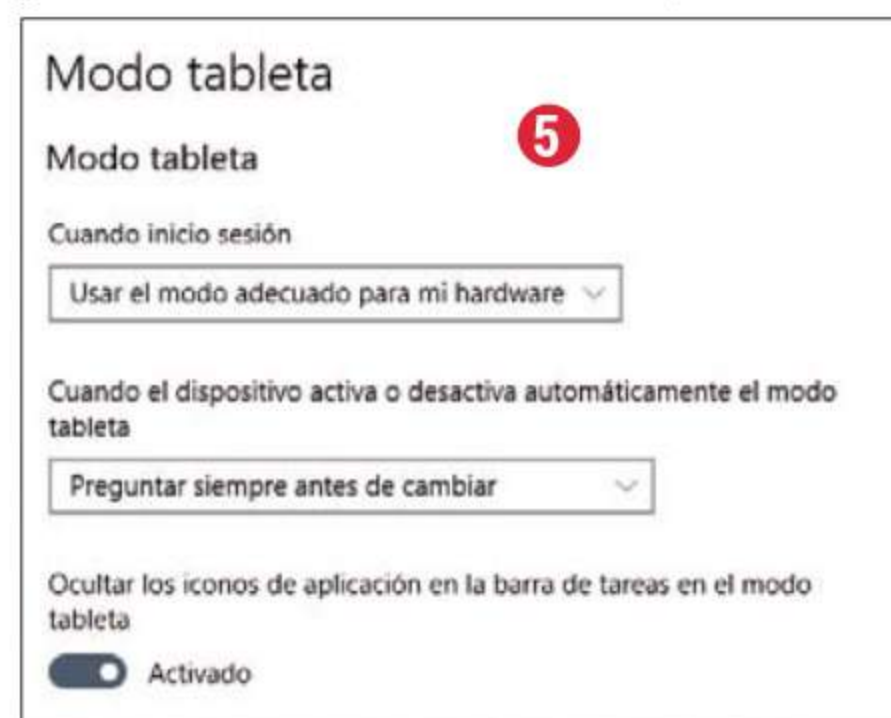 Modo tableta
5
Modo tableta
Cuando inicio sesión
Usar el modo adecuado para mi hardware
Cuando el dispositivo activa o desactiva automáticamente el modo
tableta
Preguntar siempre antes de cambiar
Ocultar los iconos de aplicación en la barra de tareas en el modo
tableta
Activado